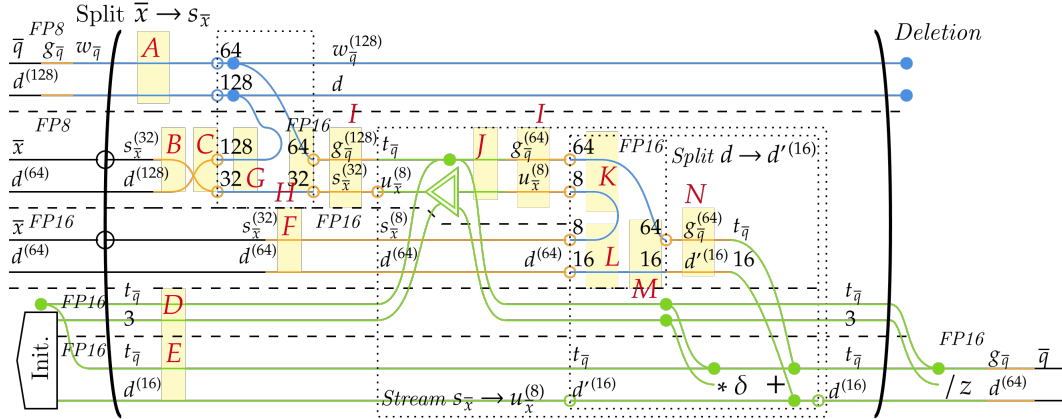 Split x̅ → s_x̅
FP8
Deletion
q̅ g_q̅ w_q̅ A 64 w_q̅^(128)
d^(128) 128 d
I I
FP8 FP16 FP16
x̅ s_x̅^(32) B C 128 64 g_q̅^(128) t_q̅ J g_q̅^(64) 64 Split d → d′^(16)
d^(64) d^(128) 32 G 32 s_x̅^(32) u_x̅^(8) u_x̅^(8) 8 K
H N
FP16 FP16
x̅ s_x̅^(32) F s_x̅^(8) 8 64 g_q̅^(64) t_q̅
d^(64) d^(64) d^(64) d^(64) 16 L 16 d′^(16) 16
M
FP16 t_q̅ D t_q̅
3 3
Init. FP16 t_q̅ E t_q̅ t_q̅ FP16 g_q̅ q̅
d^(16) Stream s_x̅ → u_x̅^(8) d′^(16) * δ + d^(16) / z d^(64)